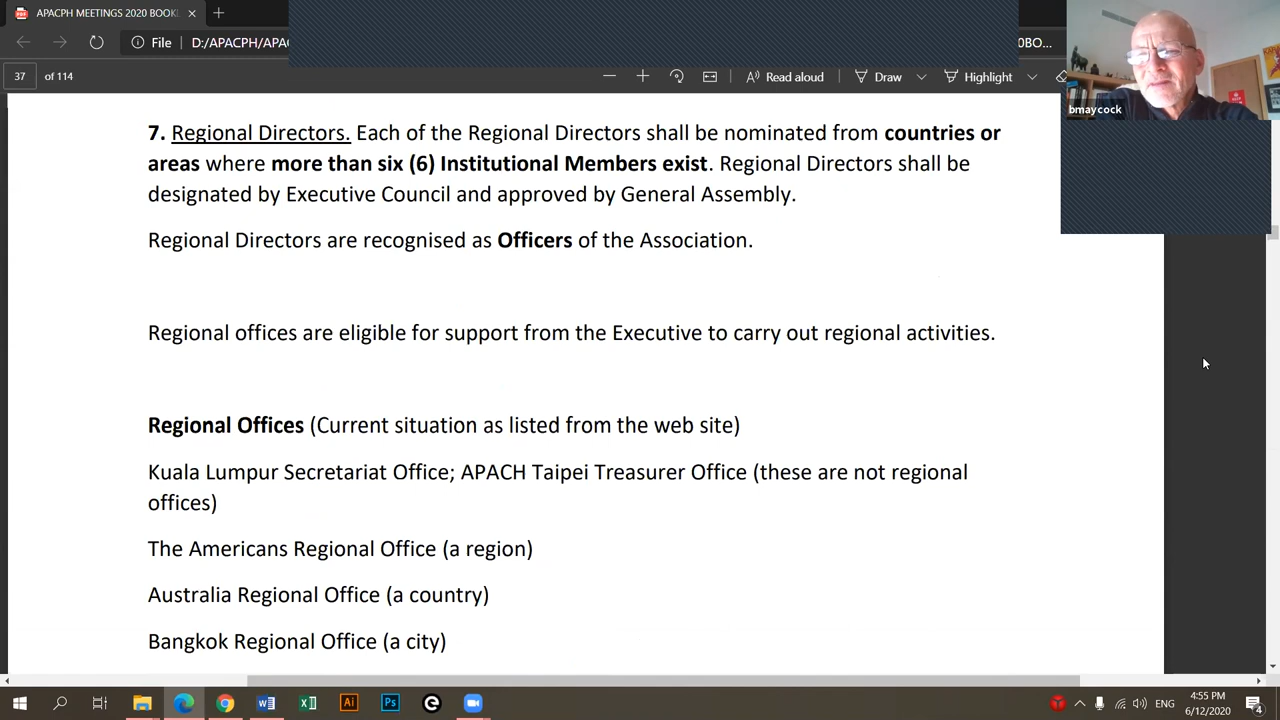 APACPH MEETINGS 2020 BOOK
File D:/APACPH/APAC 0BO...
37 of 114 Read aloud Draw Highlight
bmaycock
7. Regional Directors. Each of the Regional Directors shall be nominated from countries or
areas where more than six (6) Institutional Members exist. Regional Directors shall be
designated by Executive Council and approved by General Assembly.
Regional Directors are recognised as Officers of the Association.
Regional offices are eligible for support from the Executive to carry out regional activities.
Regional Offices (Current situation as listed from the web site)
Kuala Lumpur Secretariat Office; APACH Taipei Treasurer Office (these are not regional
offices)
The Americans Regional Office (a region)
Australia Regional Office (a country)
Bangkok Regional Office (a city)
ENG 4:55 PM
6/12/2020